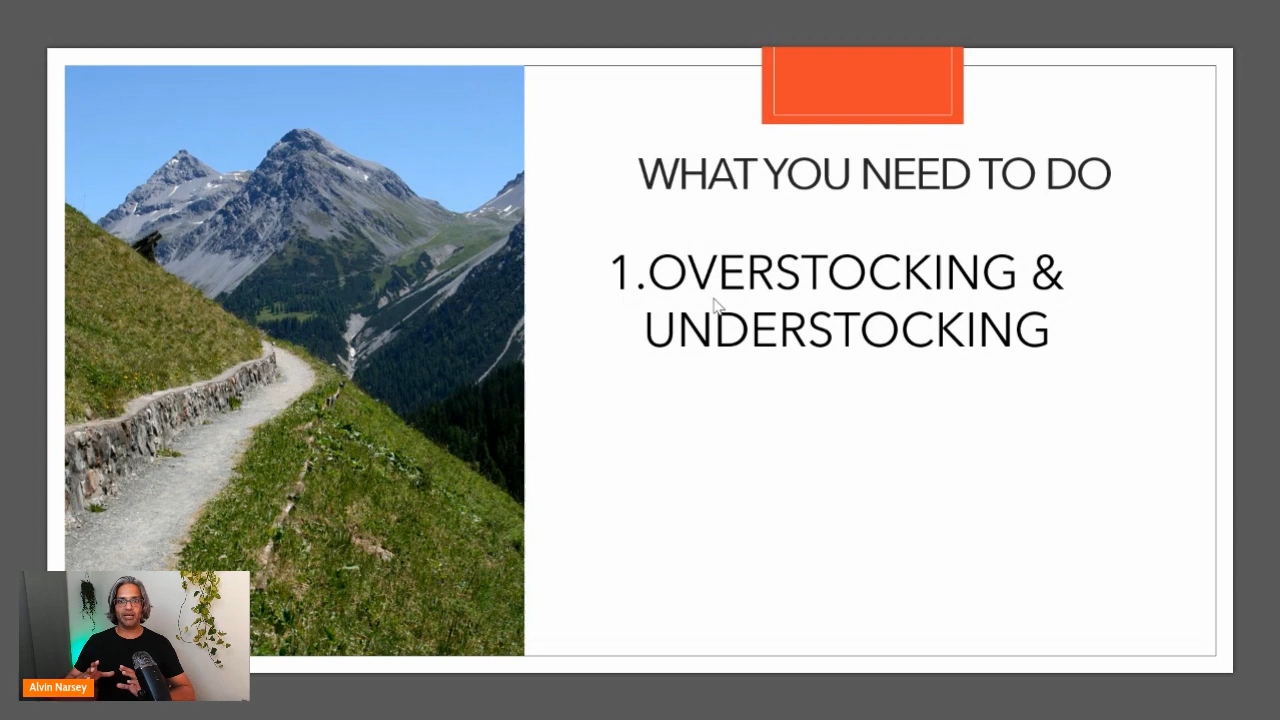 WHAT YOU NEED TO DO
1.OVERSTOCKING &
UNDERSTOCKING
Alvin Narsey